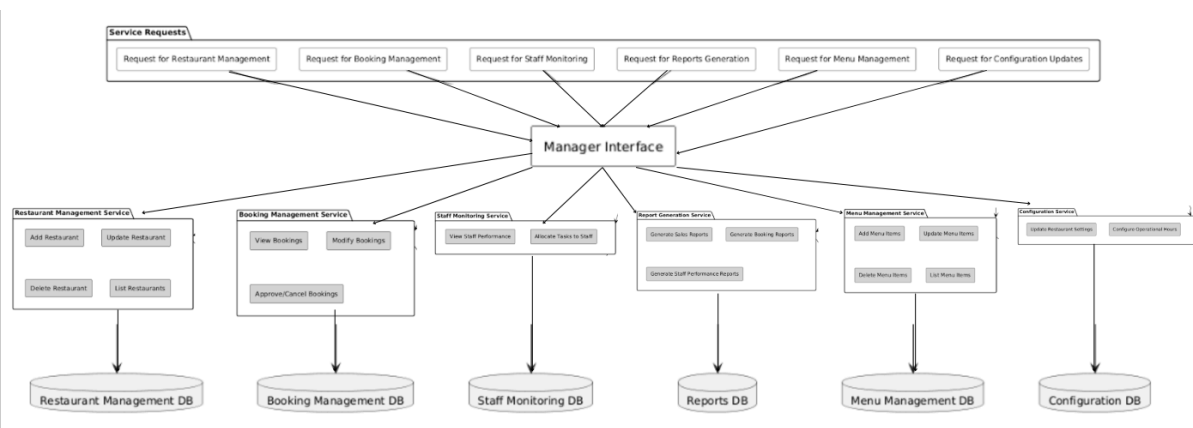 Service Requests
Request for Restaurant Management
Request for Booking Management
Request for Staff Monitoring
Request for Reports Generation
Request for Menu Management
Request for Configuration Updates
Manager Interface
Restaurant Management Service
Add Restaurant
Update Restaurant
Delete Restaurant
List Restaurants
Booking Management Service
View Bookings
Modify Bookings
Approve/Cancel Bookings
Staff Monitoring Service
View Staff Performance
Allocate Tasks to Staff
Report Generation Service
Generate Sales Reports
Generate Booking Reports
Generate Staff Performance Reports
Menu Management Service
Add Menu Items
Update Menu Items
Delete Menu Items
List Menu Items
Configuration Service
Update Restaurant Settings
Configure Operational Hours
Restaurant Management DB
Booking Management DB
Staff Monitoring DB
Reports DB
Menu Management DB
Configuration DB